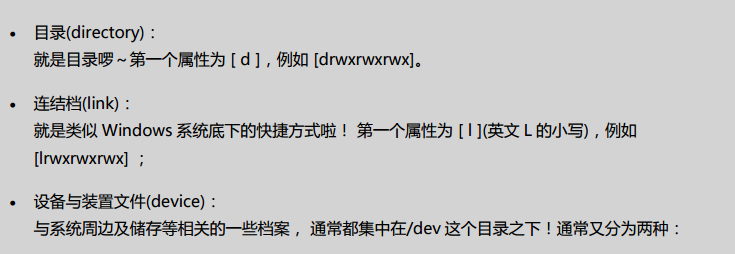 • 目录(directory)：
就是目录啰～第一个属性为 [ d ]，例如 [drwxrwxrwx]。
• 连结档(link)：
就是类似 Windows 系统底下的快捷方式啦！ 第一个属性为 [ l ](英文 L 的小写)，例如
[lrwxrwxrwx] ；
• 设备与装置文件(device)：
与系统周边及储存等相关的一些档案， 通常都集中在/dev 这个目录之下！通常又分为两种：